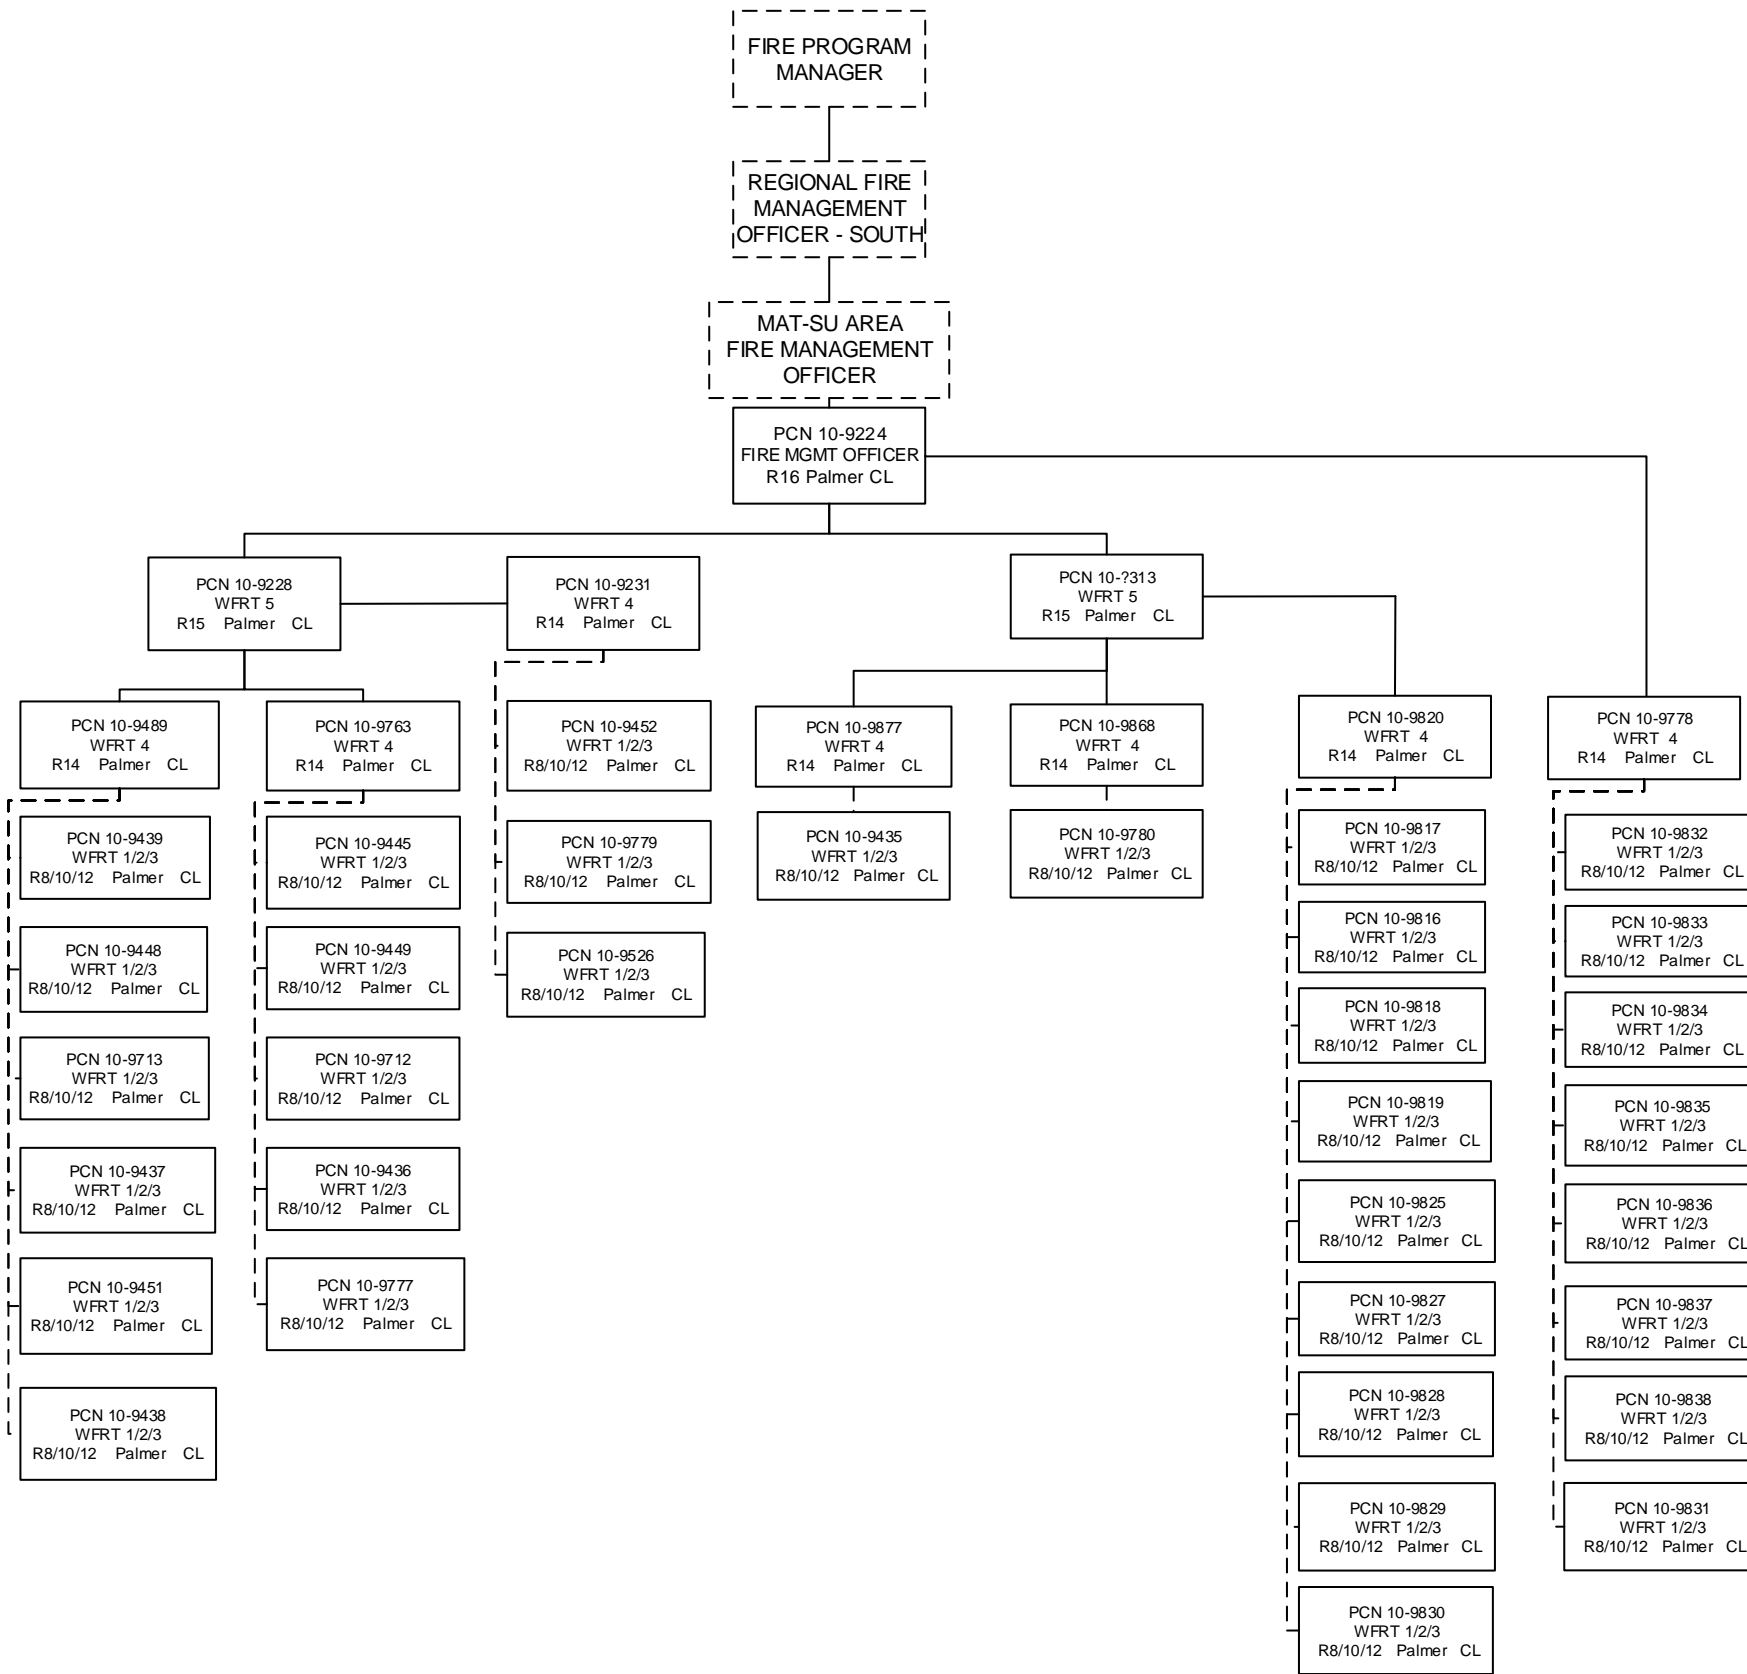 FIRE PROGRAM
MANAGER
REGIONAL FIRE
MANAGEMENT
OFFICER - SOUTH
MAT-SU AREA
FIRE MANAGEMENT
OFFICER
PCN 10-9224
FIRE MGMT OFFICER
R16 Palmer CL
PCN 10-9228
WFRT 5
R15 Palmer CL
PCN 10-9231
WFRT 4
R14 Palmer CL
PCN 10-?313
WFRT 5
R15 Palmer CL
PCN 10-9489
WFRT 4
R14 Palmer CL
PCN 10-9763
WFRT 4
R14 Palmer CL
PCN 10-9452
WFRT 1/2/3
R8/10/12 Palmer CL
PCN 10-9877
WFRT 4
R14 Palmer CL
PCN 10-9868
WFRT 4
R14 Palmer CL
PCN 10-9820
WFRT 4
R14 Palmer CL
PCN 10-9778
WFRT 4
R14 Palmer CL
PCN 10-9439
WFRT 1/2/3
R8/10/12 Palmer CL
PCN 10-9448
WFRT 1/2/3
R8/10/12 Palmer CL
PCN 10-9713
WFRT 1/2/3
R8/10/12 Palmer CL
PCN 10-9437
WFRT 1/2/3
R8/10/12 Palmer CL
PCN 10-9451
WFRT 1/2/3
R8/10/12 Palmer CL
PCN 10-9438
WFRT 1/2/3
R8/10/12 Palmer CL
PCN 10-9445
WFRT 1/2/3
R8/10/12 Palmer CL
PCN 10-9449
WFRT 1/2/3
R8/10/12 Palmer CL
PCN 10-9712
WFRT 1/2/3
R8/10/12 Palmer CL
PCN 10-9436
WFRT 1/2/3
R8/10/12 Palmer CL
PCN 10-9777
WFRT 1/2/3
R8/10/12 Palmer CL
PCN 10-9779
WFRT 1/2/3
R8/10/12 Palmer CL
PCN 10-9526
WFRT 1/2/3
R8/10/12 Palmer CL
PCN 10-9435
WFRT 1/2/3
R8/10/12 Palmer CL
PCN 10-9780
WFRT 1/2/3
R8/10/12 Palmer CL
PCN 10-9817
WFRT 1/2/3
R8/10/12 Palmer CL
PCN 10-9816
WFRT 1/2/3
R8/10/12 Palmer CL
PCN 10-9818
WFRT 1/2/3
R8/10/12 Palmer CL
PCN 10-9819
WFRT 1/2/3
R8/10/12 Palmer CL
PCN 10-9825
WFRT 1/2/3
R8/10/12 Palmer CL
PCN 10-9827
WFRT 1/2/3
R8/10/12 Palmer CL
PCN 10-9828
WFRT 1/2/3
R8/10/12 Palmer CL
PCN 10-9829
WFRT 1/2/3
R8/10/12 Palmer CL
PCN 10-9830
WFRT 1/2/3
R8/10/12 Palmer CL
PCN 10-9832
WFRT 1/2/3
R8/10/12 Palmer CL
PCN 10-9833
WFRT 1/2/3
R8/10/12 Palmer CL
PCN 10-9834
WFRT 1/2/3
R8/10/12 Palmer CL
PCN 10-9835
WFRT 1/2/3
R8/10/12 Palmer CL
PCN 10-9836
WFRT 1/2/3
R8/10/12 Palmer CL
PCN 10-9837
WFRT 1/2/3
R8/10/12 Palmer CL
PCN 10-9838
WFRT 1/2/3
R8/10/12 Palmer CL
PCN 10-9831
WFRT 1/2/3
R8/10/12 Palmer CL